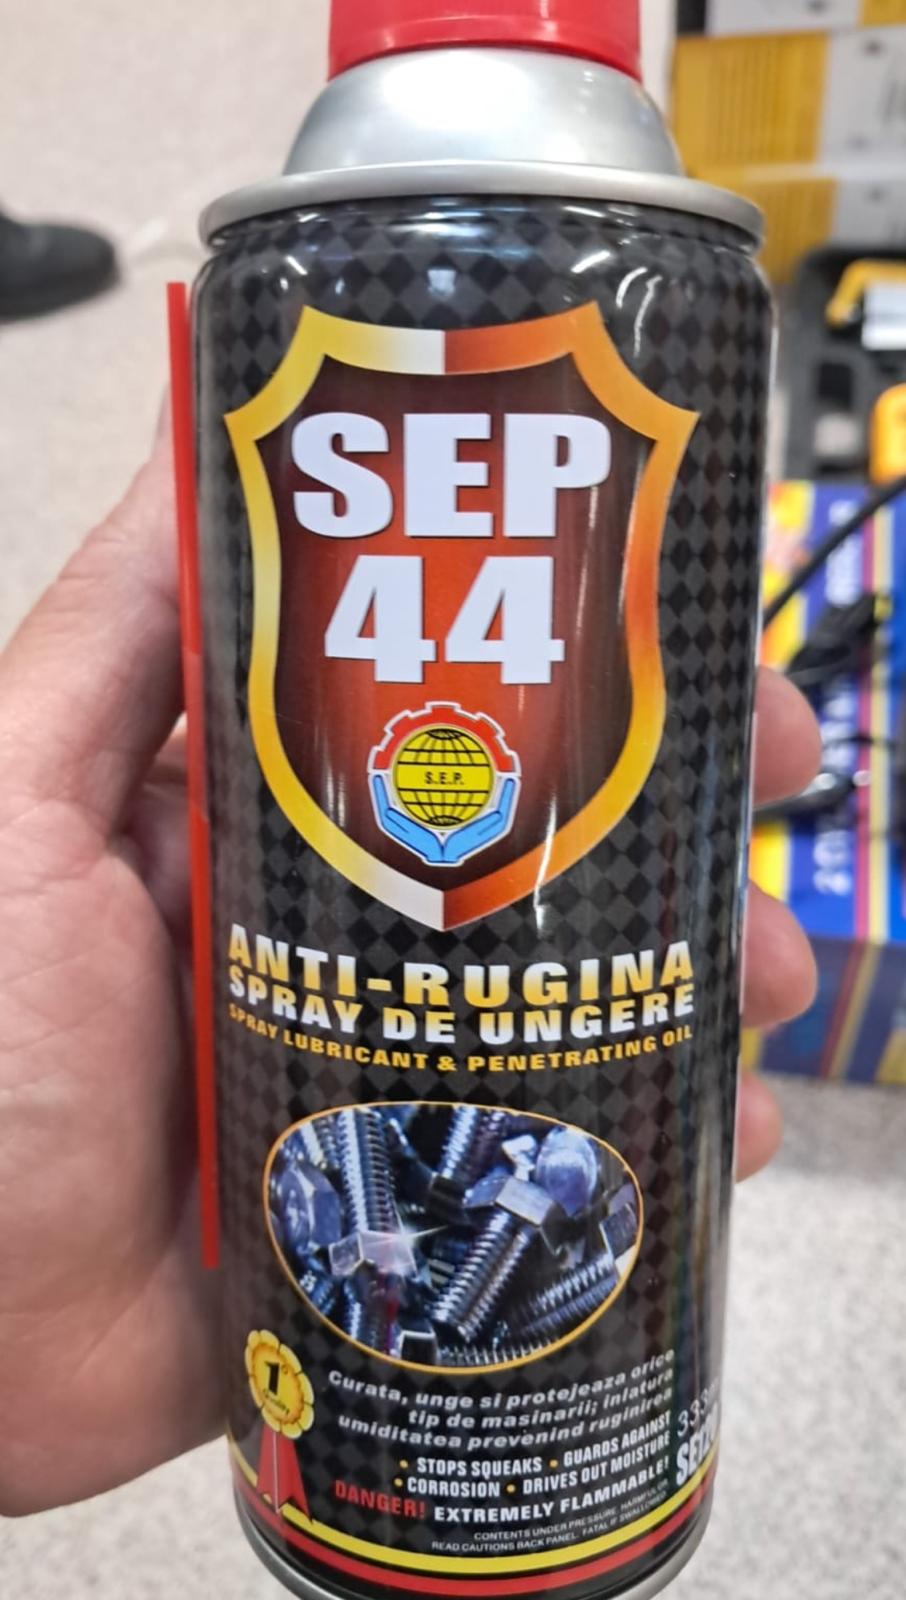 SEP
44
S.E.P.
ANTI-RUGINA
SPRAY DE UNGERE
SPRAY LUBRICANT & PENETRATING OIL
1
Curata, unge si protejeaza orice
tip de masinarii; inlatura
umiditatea prevenind ruginirea
• STOPS SQUEAKS • GUARDS AGAINST
• CORROSION • DRIVES OUT MOISTURE
DANGER! EXTREMELY FLAMMABLE!
CONTENTS UNDER PRESSURE. HARMFUL OR
READ CAUTIONS BACK PANEL. FATAL IF SWALLOWED.